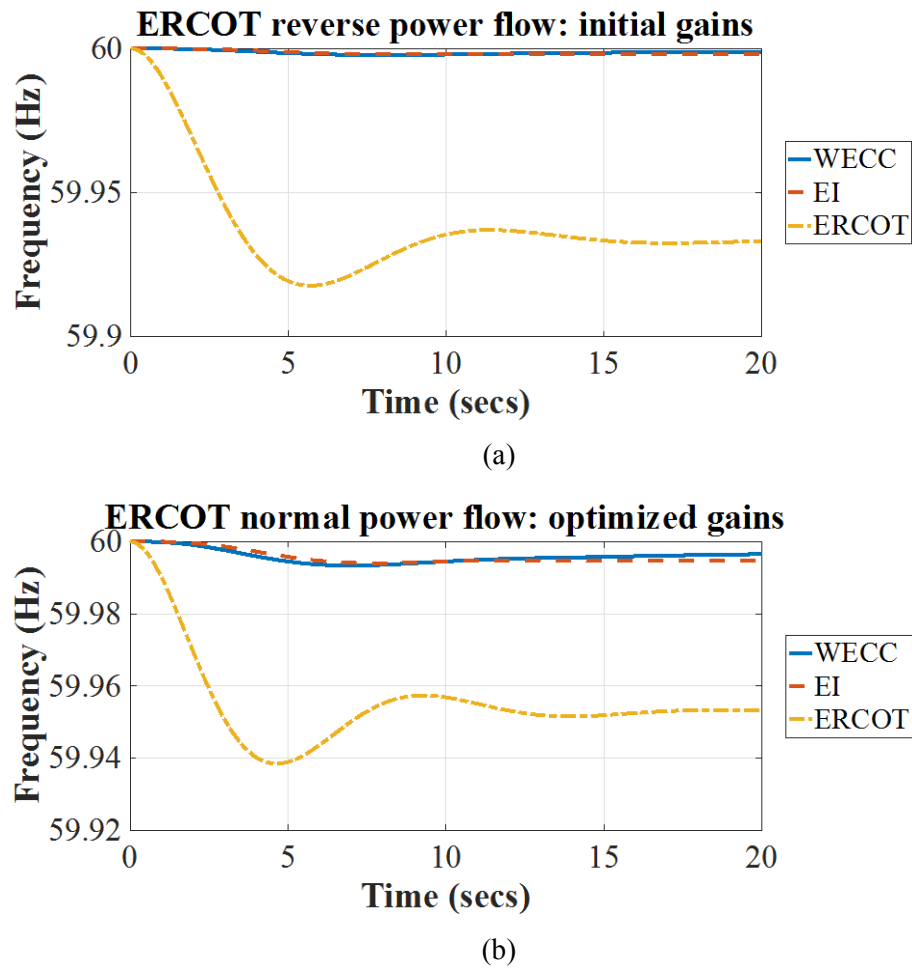 ERCOT reverse power flow: initial gains
60
59.95
59.9
Frequency (Hz)
0 5 10 15 20
Time (secs)
WECC
EI
ERCOT
(a)
ERCOT normal power flow: optimized gains
60
59.98
59.96
59.94
59.92
Frequency (Hz)
0 5 10 15 20
Time (secs)
WECC
EI
ERCOT
(b)